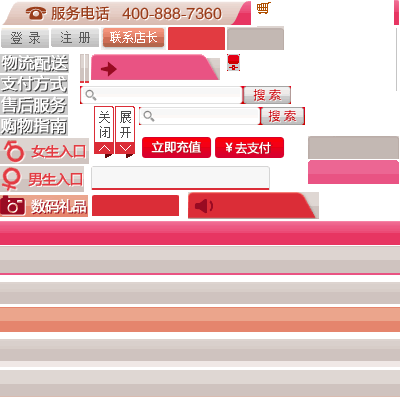 服务电话 400-888-7360
登 录 注 册 联系店长
物流配送
支付方式
搜 索
售后服务
关闭 展开 搜 索
购物指南
女生入口 立即充值 ¥去支付
男生入口
数码礼品